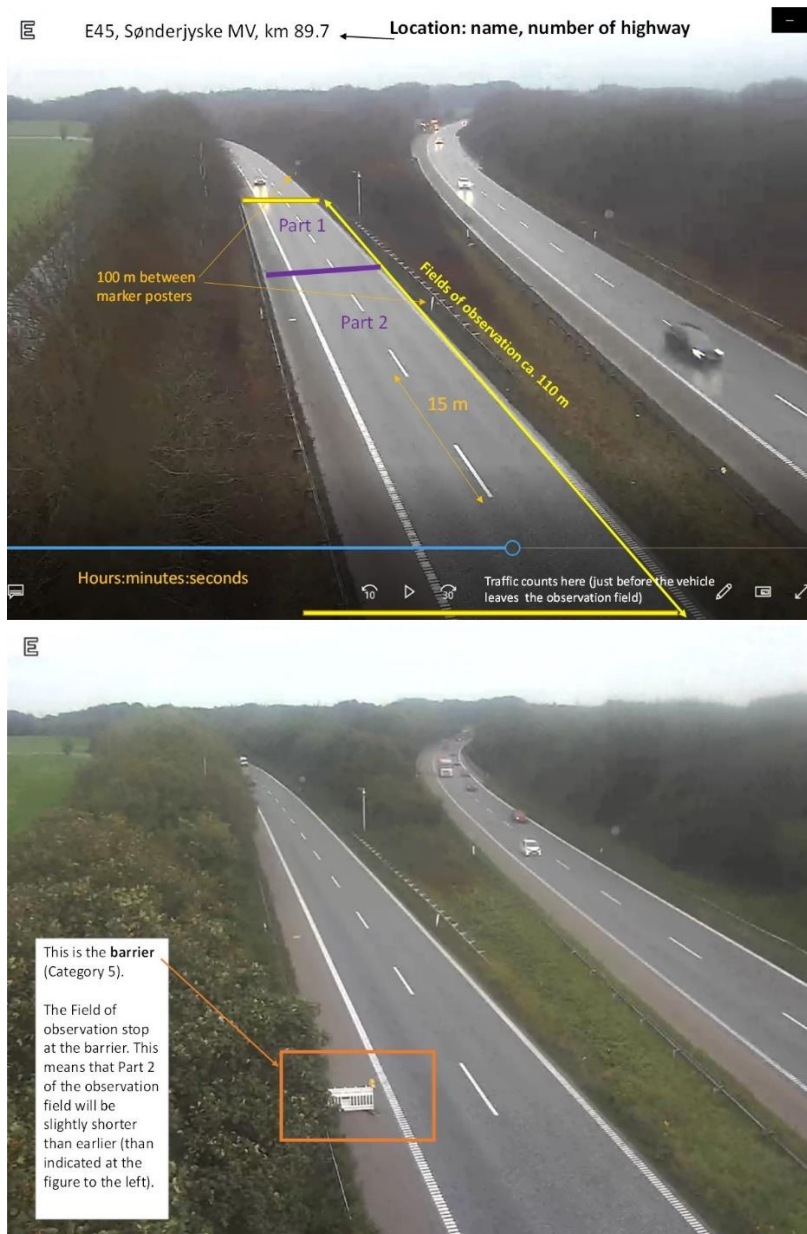 E
E45, Sønderjyske MV, km 89.7
Location: name, number of highway
Part 1
100 m between
marker posters
Part 2
Fields of observation ca. 110 m
15 m
Hours:minutes:seconds
10
30
Traffic counts here (just before the vehicle
leaves the observation field)
E
This is the barrier
(Category 5).
The Field of
observation stop
at the barrier. This
means that Part 2
of the observation
field will be
slightly shorter
than earlier (than
indicated at the
figure to the left).